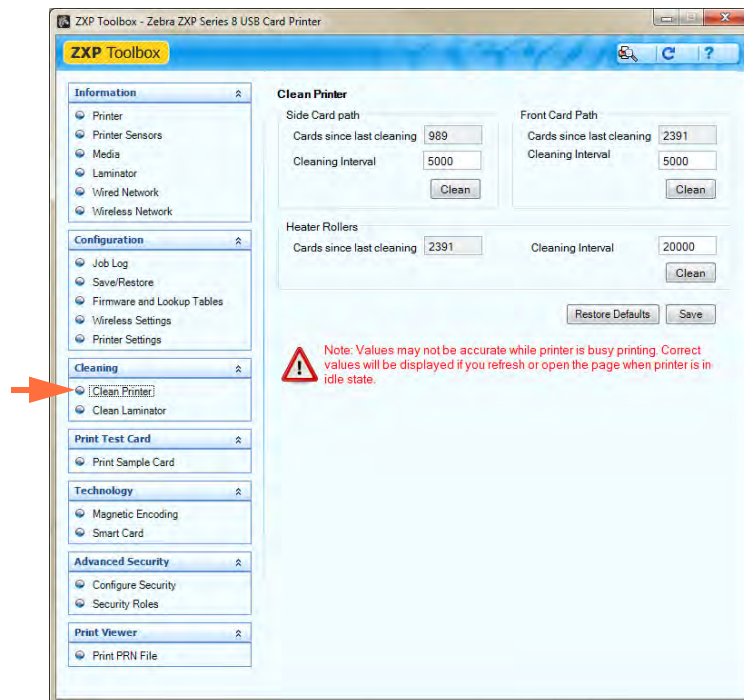 ZXP Toolbox - Zebra ZXP Series 8 USB Card Printer
ZXP Toolbox
?
Information
Printer
Printer Sensors
Media
Laminator
Wired Network
Wireless Network
Configuration
Job Log
Save/Restore
Firmware and Lookup Tables
Wireless Settings
Printer Settings
Cleaning
Clean Printer
Clean Laminator
Print Test Card
Print Sample Card
Technology
Magnetic Encoding
Smart Card
Advanced Security
Configure Security
Security Roles
Print Viewer
Print PRN File
Clean Printer
Side Card path
Cards since last cleaning 989
Cleaning Interval 5000
Clean
Front Card Path
Cards since last cleaning 2391
Cleaning Interval 5000
Clean
Heater Rollers
Cards since last cleaning 2391 Cleaning Interval 20000
Clean
Restore Defaults Save
Note: Values may not be accurate while printer is busy printing. Correct
values will be displayed if you refresh or open the page when printer is in
idle state.